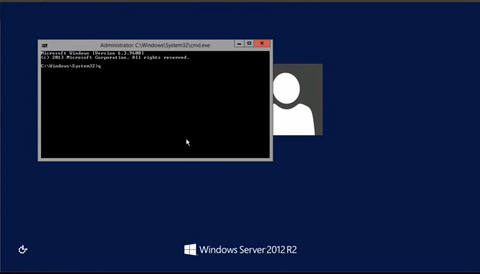 Administrator: C:\Windows\System32\cmd.exe
Microsoft Windows [Version 6.3.9600]
(c) 2013 Microsoft Corporation. All rights reserved.
C:\Windows\System32>q
Windows Server 2012 R2